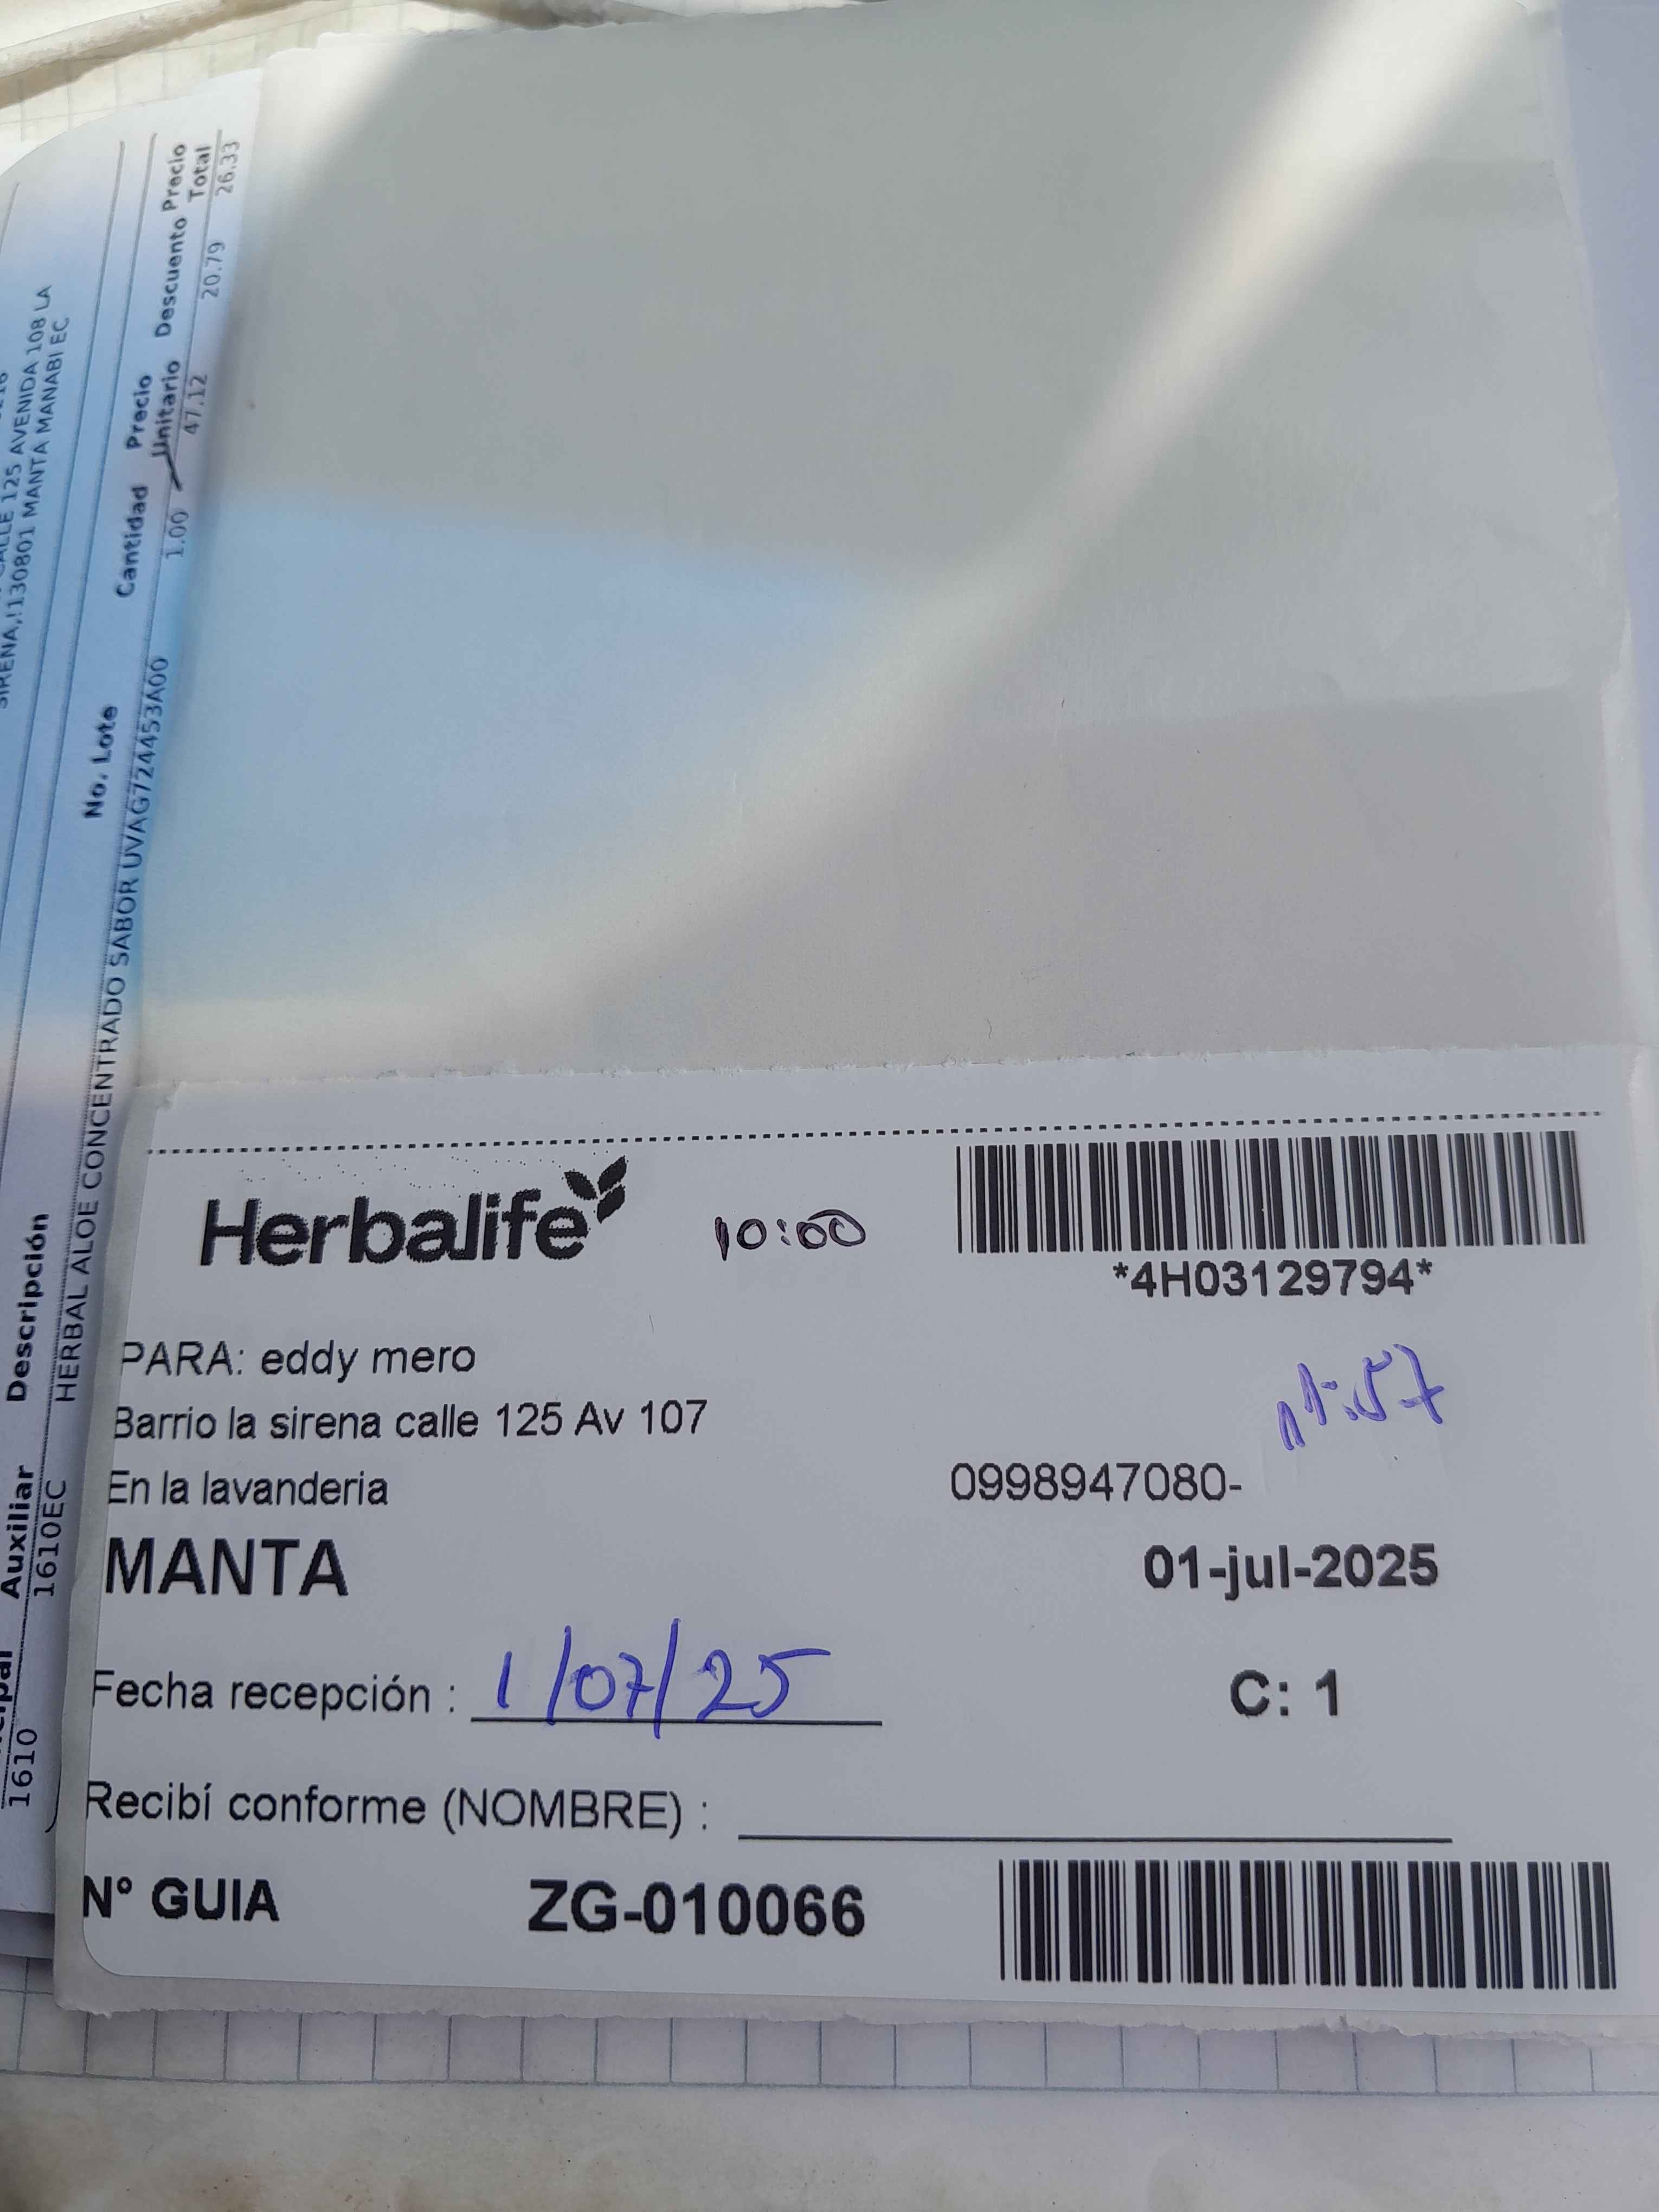 SIRENA,!130801 MANTA MANABI EC
CALLE 125 AVENIDA 108 LA
Auxiliar Descripción No. Lote Cantidad Precio Unitario Descuento Precio Total
1610 1610EC HERBAL ALOE CONCENTRADO SABOR UVAG724453A00 1.00 47.12 20.79 26.33
Herbalife
10:00
*4H03129794*
PARA: eddy mero
11:57
Barrio la sirena calle 125 Av 107
En la lavanderia 0998947080-
MANTA 01-jul-2025
Fecha recepción : 1/07/25 C: 1
Recibí conforme (NOMBRE) :
N° GUIA ZG-010066